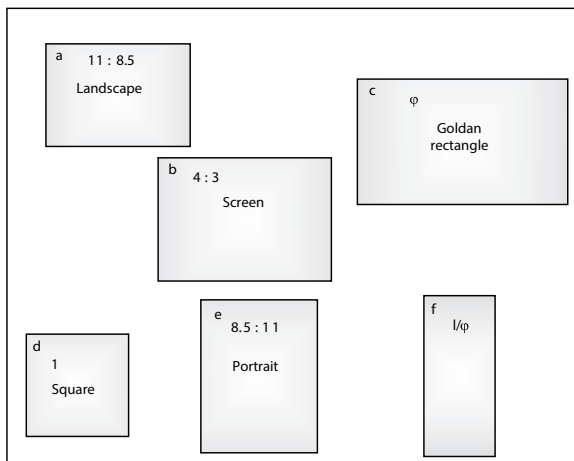 a
11 : 8.5
Landscape
b
4 : 3
Screen
c
φ
Goldan
rectangle
d
1
Square
e
8.5 : 11
Portrait
f
l/φ